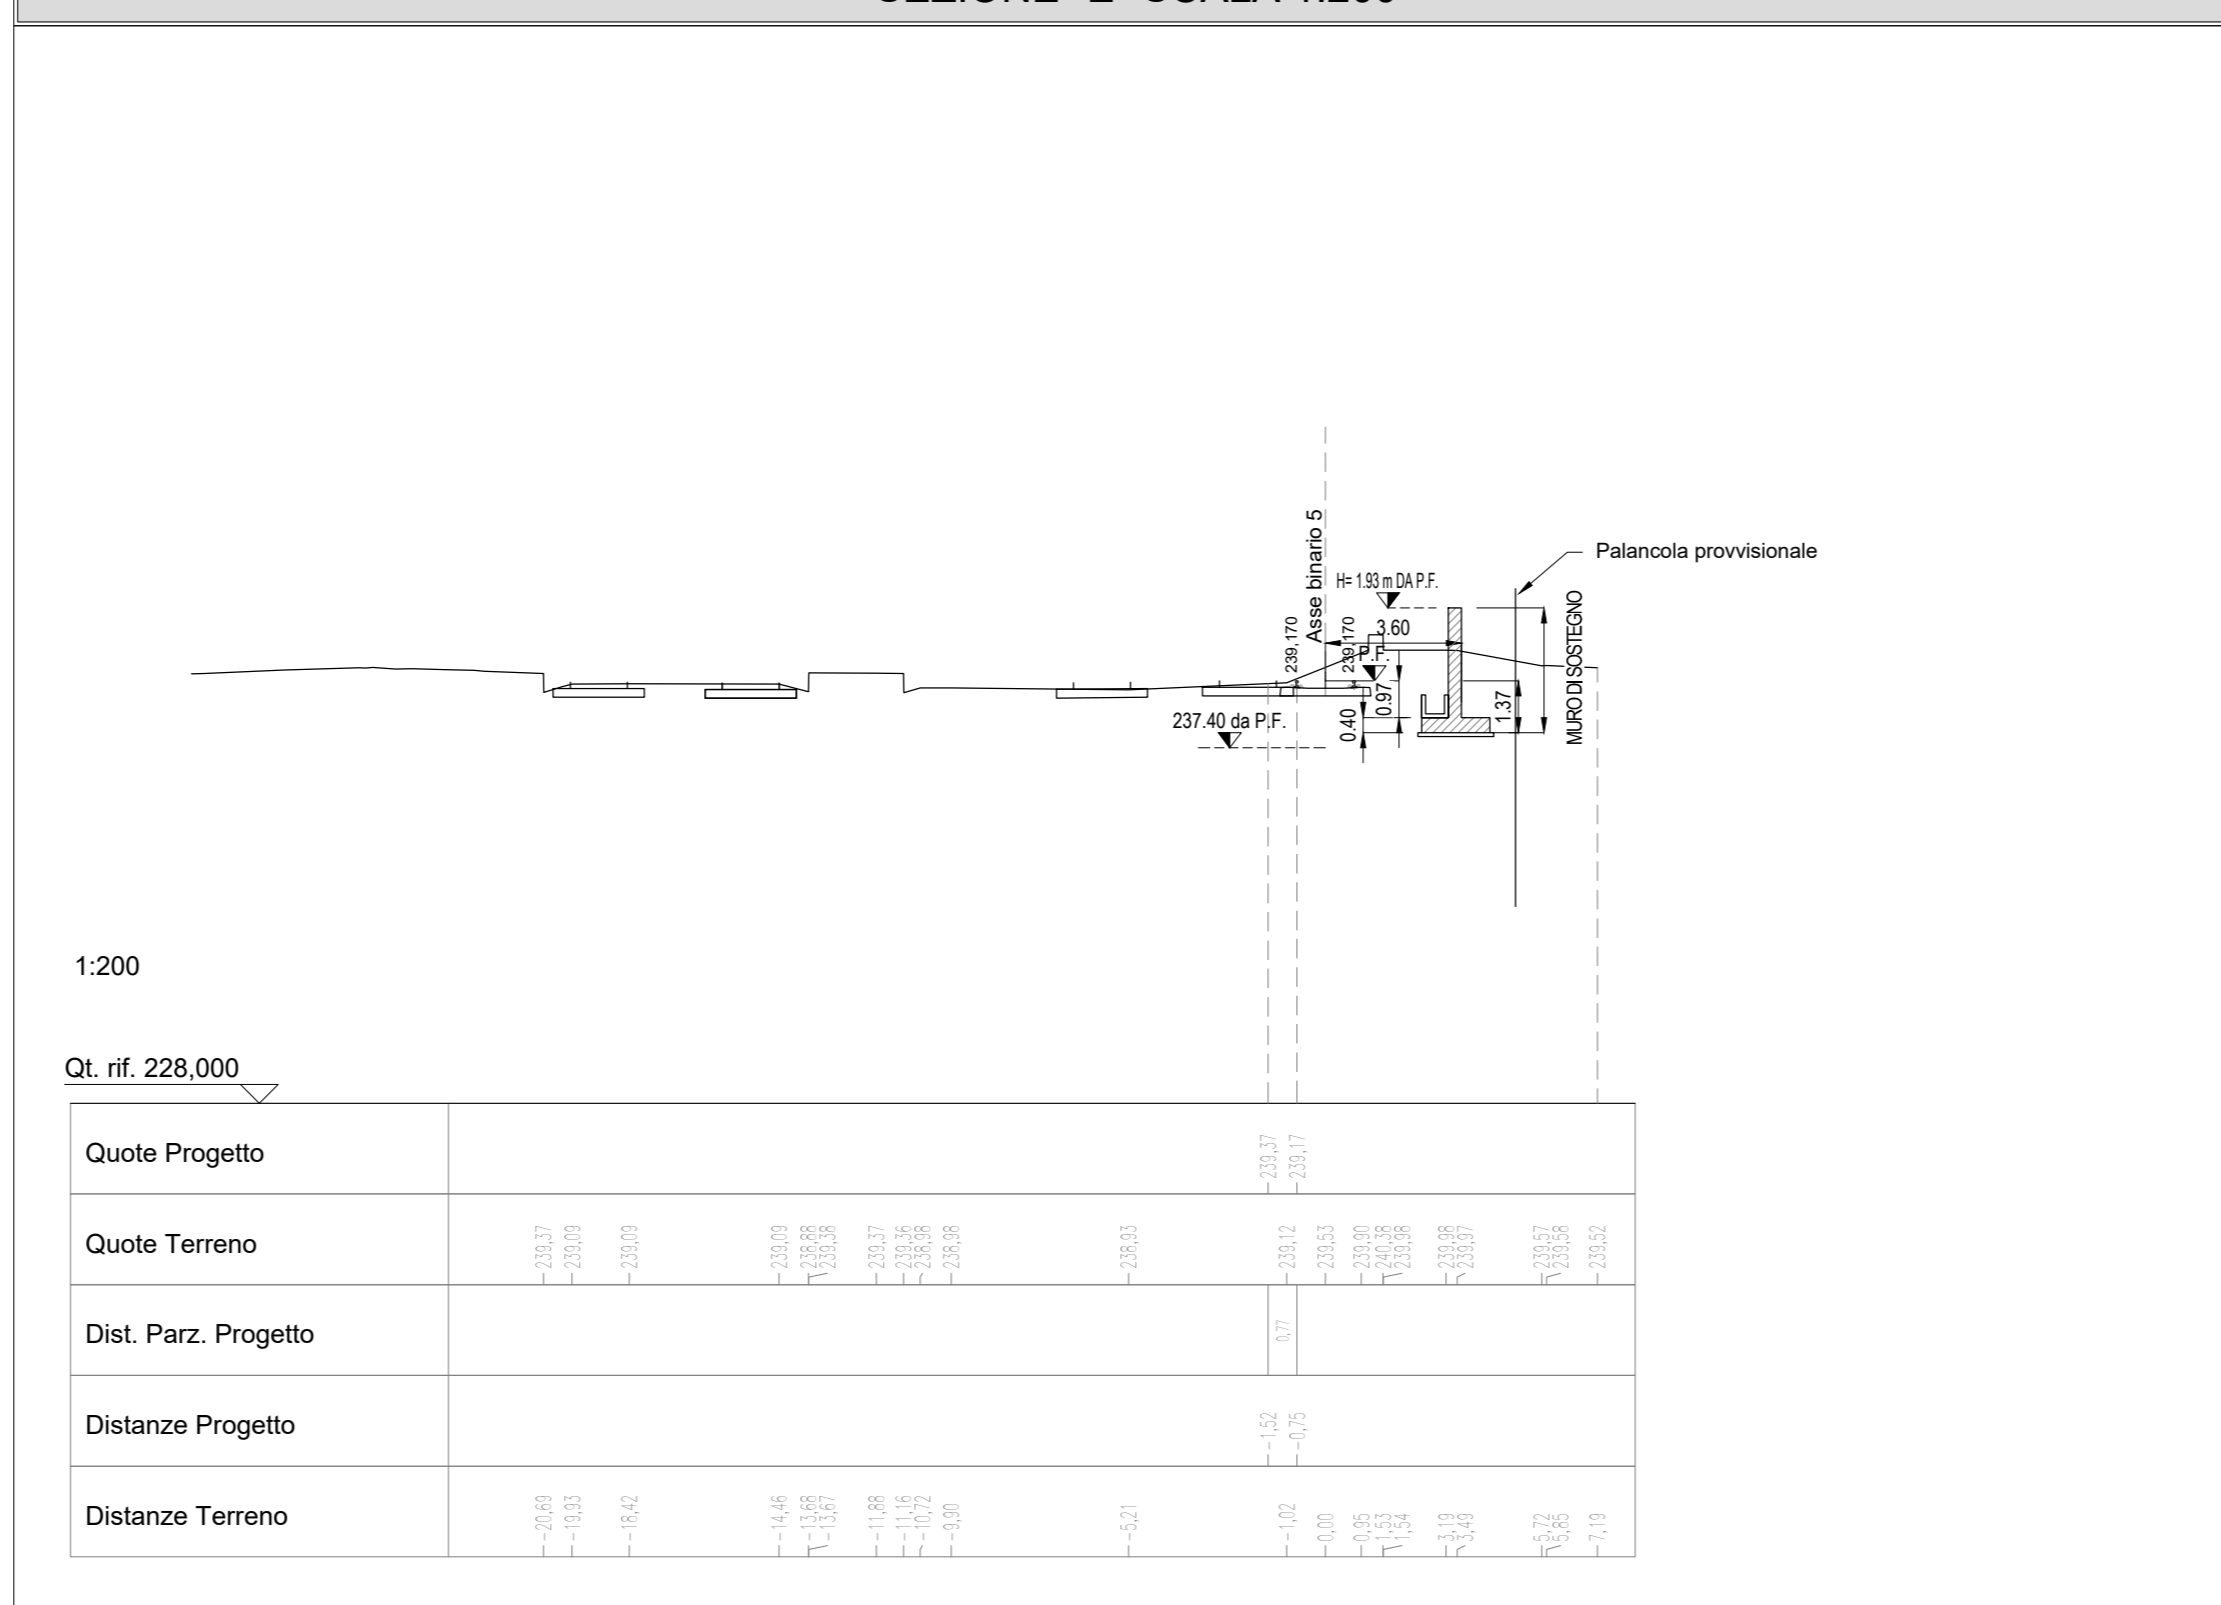 Asse binario 5
Palancola provvisionale
H= 1.93 m DA P.F.
MURO DI SOSTEGNO
239,170
239,170
3.60
P.F.
0.97
0.40
1.37
237.40 da P.F.
1:200
Qt. rif. 228,000
Quote Progetto
239,37 239,17
Quote Terreno
239,37 239,09 239,09 239,09 238,88 239,38 239,37 239,36 238,98 238,98 238,93 239,12 239,53 239,90 240,38 239,98 239,98 239,97 239,57 239,58 239,52
Dist. Parz. Progetto
0,77
Distanze Progetto
-1,52 -0,75
Distanze Terreno
-20,69 -19,93 -18,42 -14,46 -13,68 -13,67 -11,88 -11,16 -10,72 -9,90 -5,21 -1,02 0,00 0,95 1,53 1,54 3,19 3,49 5,72 5,85 7,19